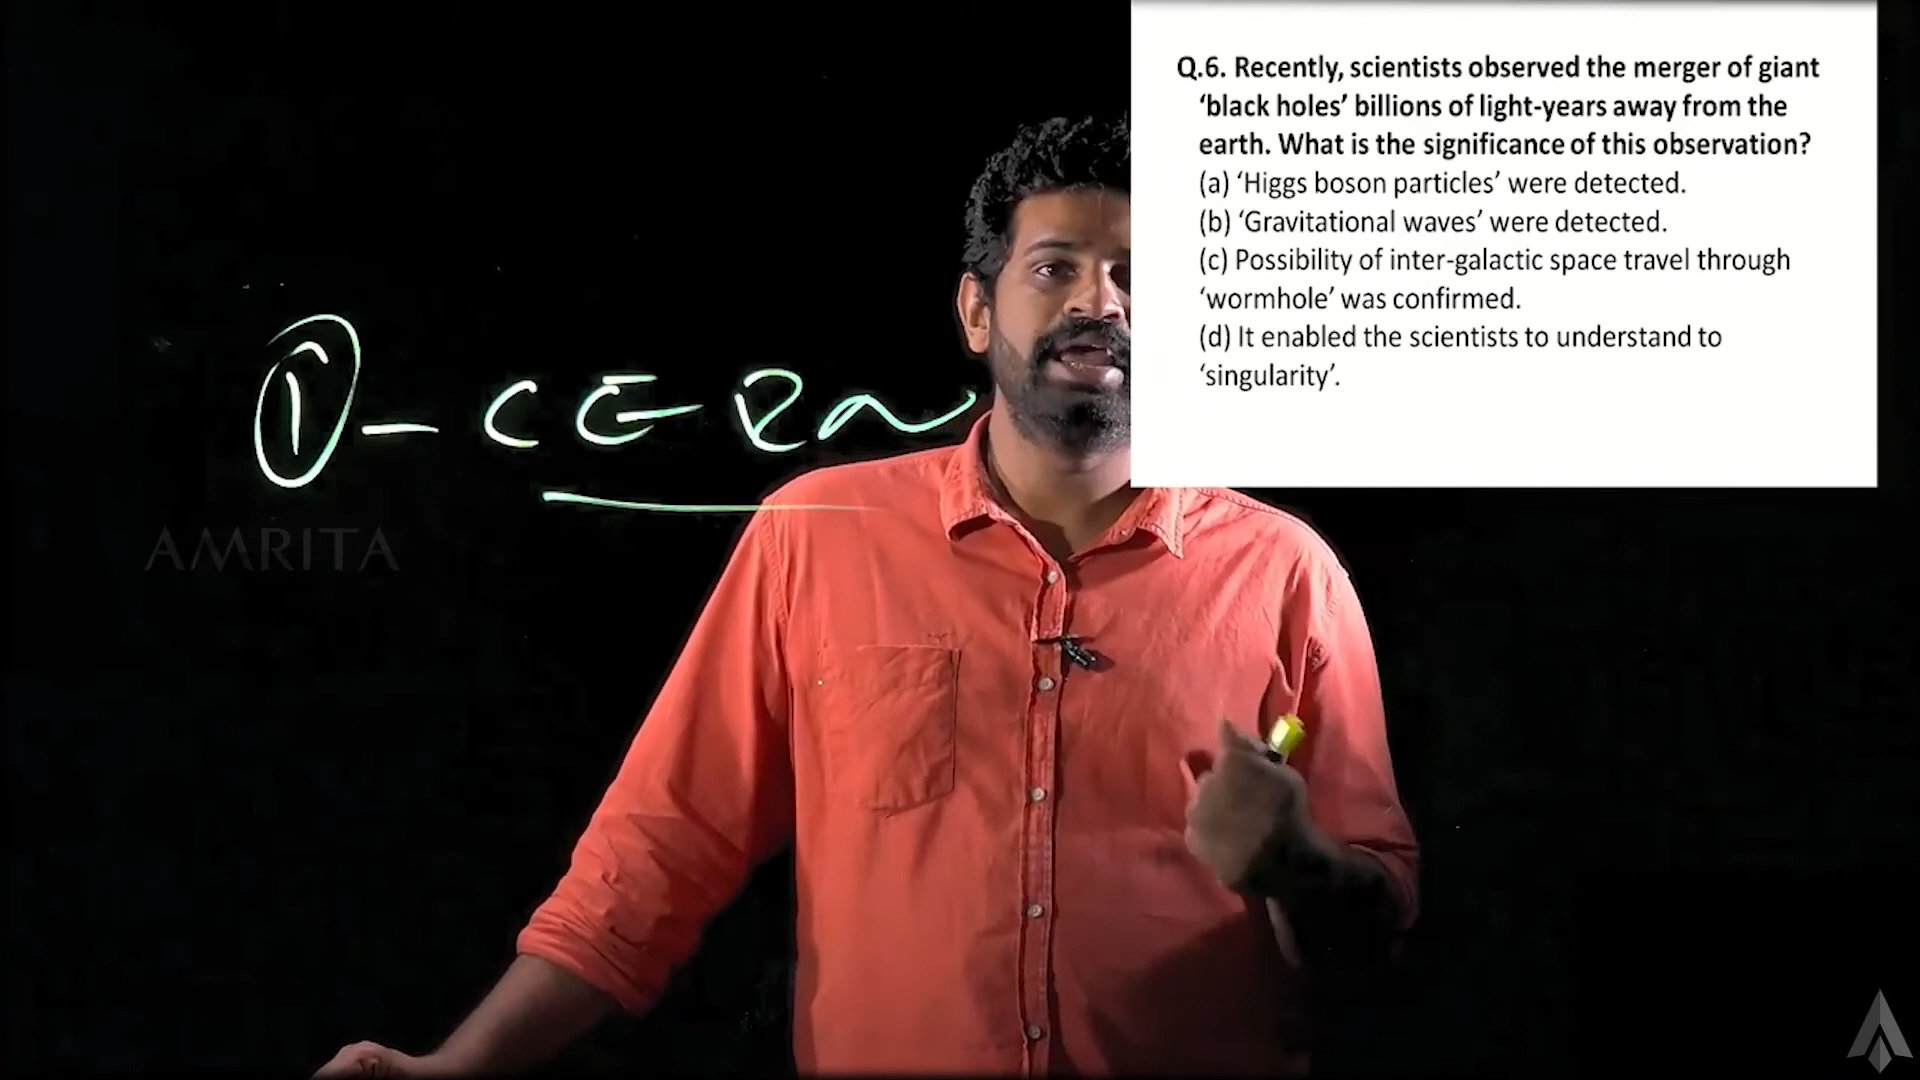 Q.6. Recently, scientists observed the merger of giant
‘black holes’ billions of light-years away from the
earth. What is the significance of this observation?
(a) ‘Higgs boson particles’ were detected.
(b) ‘Gravitational waves’ were detected.
(c) Possibility of inter-galactic space travel through
‘wormhole’ was confirmed.
(d) It enabled the scientists to understand to
‘singularity’.
① – CERN
AMRITA